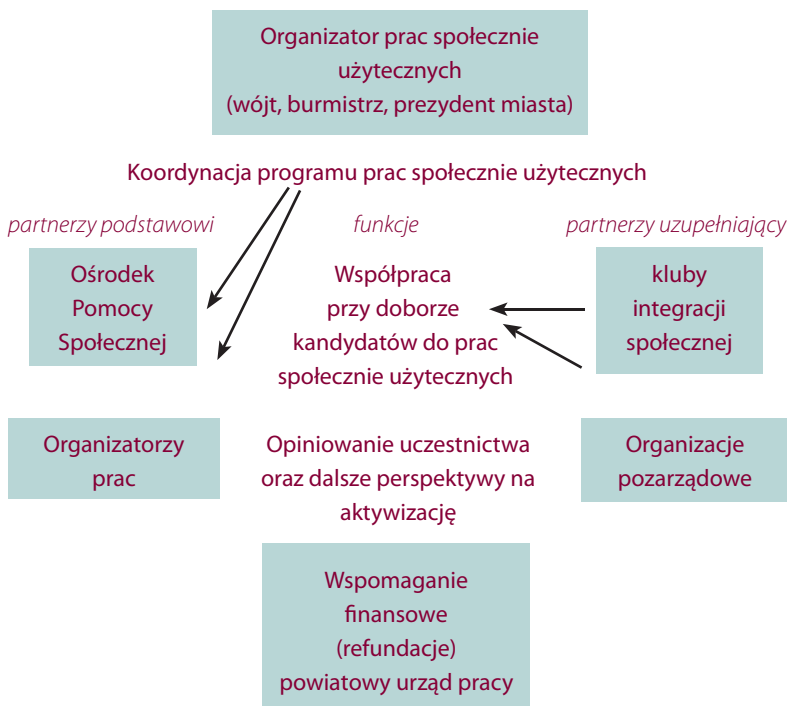 Organizator prac społecznie
użytecznych
(wójt, burmistrz, prezydent miasta)
Koordynacja programu prac społecznie użytecznych
partnerzy podstawowi
funkcje
partnerzy uzupełniający
Ośrodek
Pomocy
Społecznej
Współpraca
przy doborze
kandydatów do prac
społecznie użytecznych
kluby
integracji
społecznej
Organizatorzy
prac
Opiniowanie uczestnictwa
oraz dalsze perspektywy na
aktywizację
Organizacje
pozarządowe
Wspomaganie
finansowe
(refundacje)
powiatowy urząd pracy